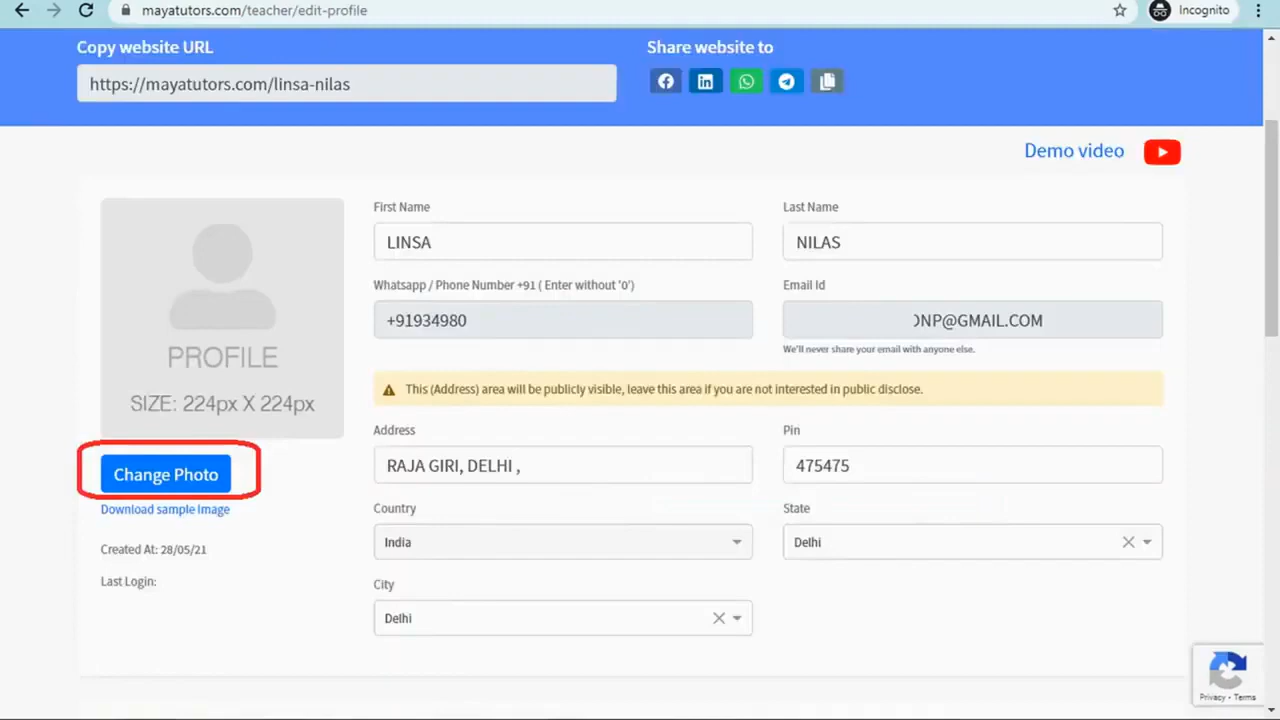 mayatutors.com/teacher/edit-profile
Incognito
Copy website URL
Share website to
https://mayatutors.com/linsa-nilas
Demo video
First Name
Last Name
LINSA
NILAS
PROFILE
SIZE: 224px X 224px
Whatsapp / Phone Number +91 ( Enter without '0')
Email Id
+91934980
NP@GMAIL.COM
We'll never share your email with anyone else.
This (Address) area will be publicly visible, leave this area if you are not interested in public disclose.
Address
Pin
RAJA GIRI, DELHI ,
475475
Change Photo
Download sample Image
Created At: 28/05/21
Last Login:
Country
State
India
Delhi
City
Delhi
Privacy - Terms